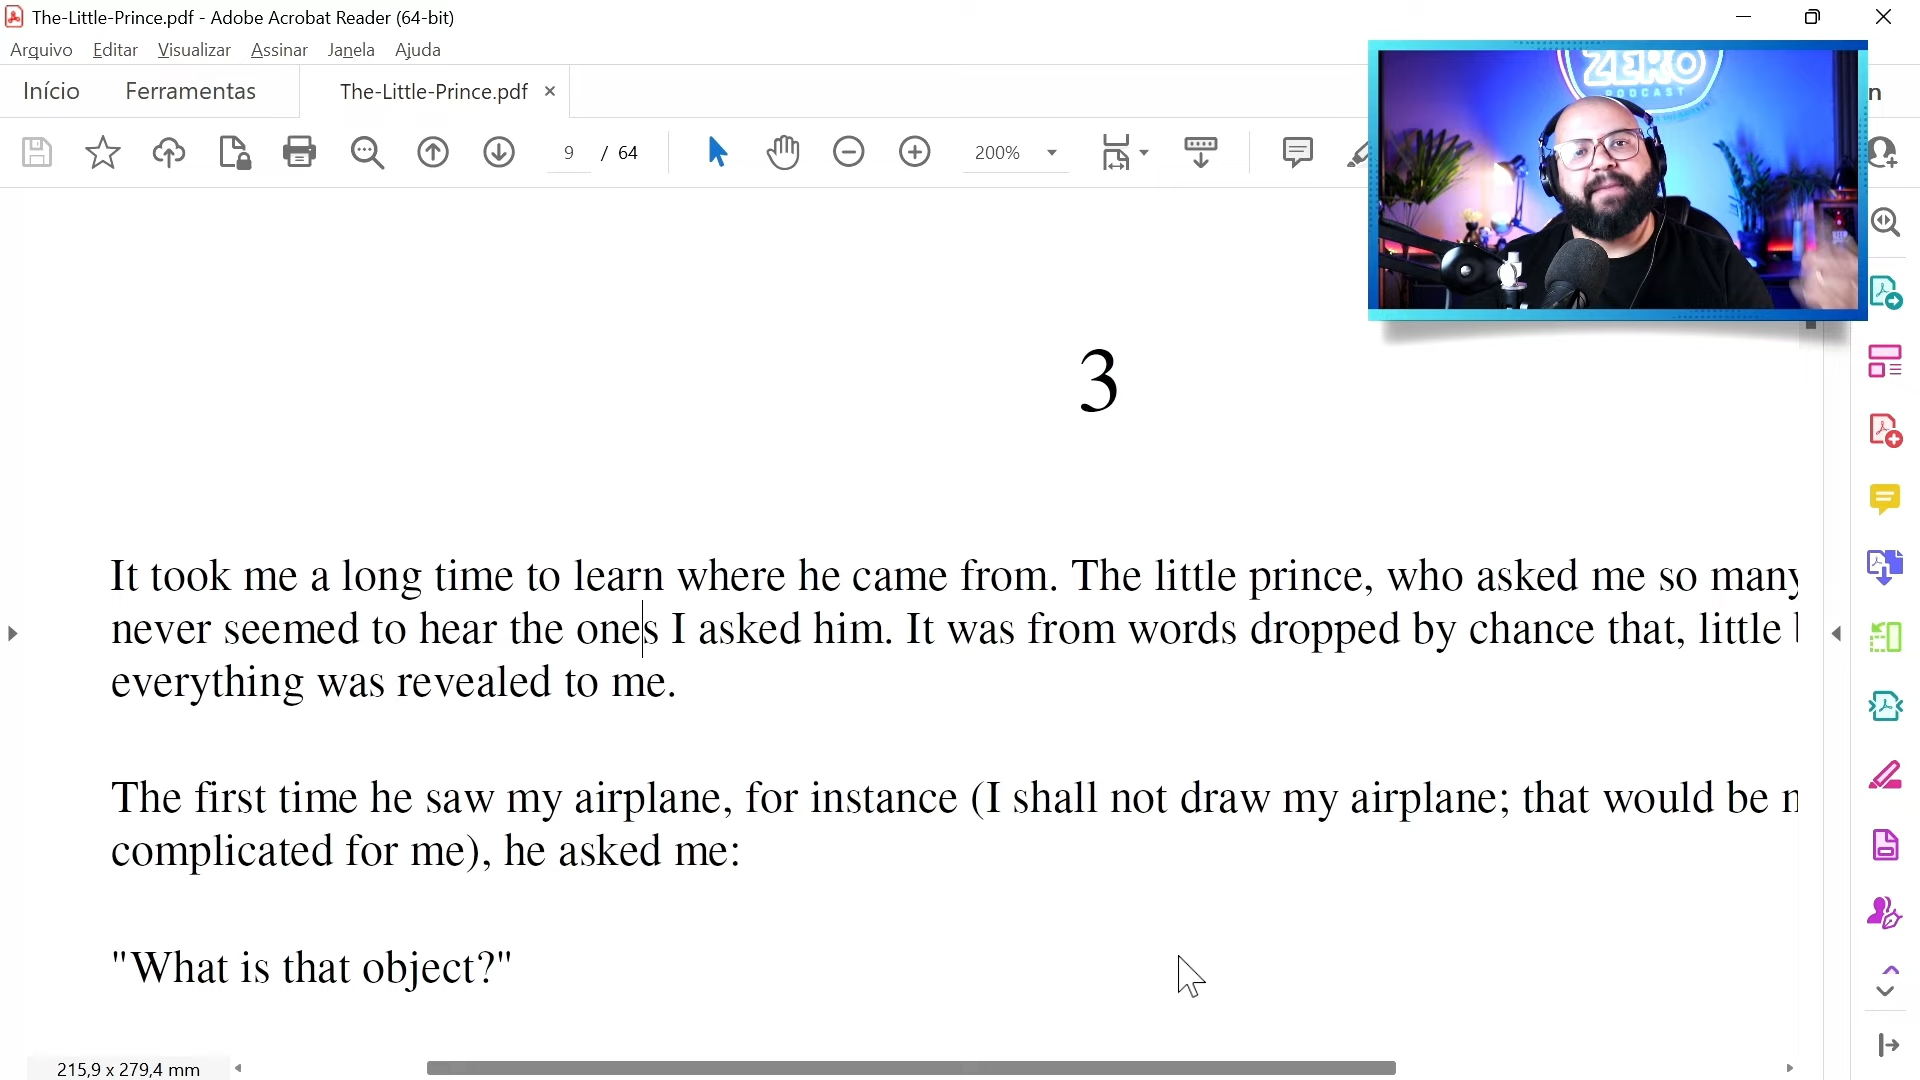 The-Little-Prince.pdf - Adobe Acrobat Reader (64-bit)
Arquivo Editar Visualizar Assinar Janela Ajuda
Início Ferramentas The-Little-Prince.pdf
9 / 64 200%
ZERO
PODCAST
3
It took me a long time to learn where he came from. The little prince, who asked me so many
never seemed to hear the ones I asked him. It was from words dropped by chance that, little
everything was revealed to me.
The first time he saw my airplane, for instance (I shall not draw my airplane; that would be
complicated for me), he asked me:
"What is that object?"
215,9 x 279,4 mm